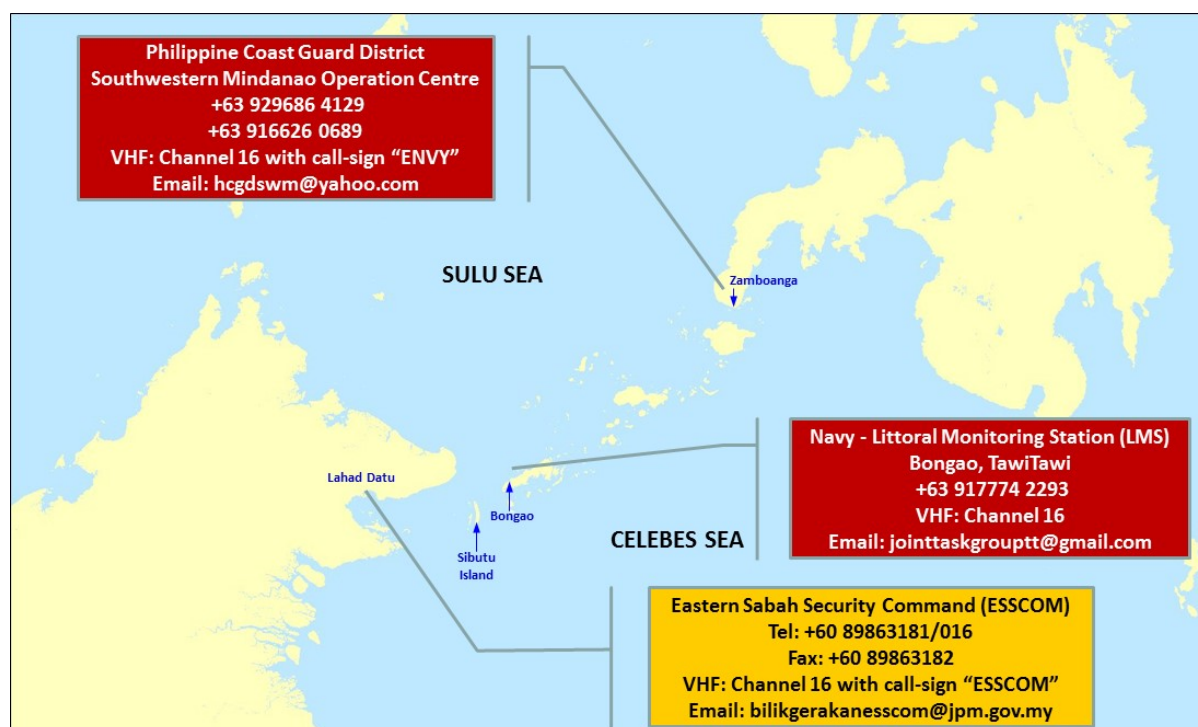 Philippine Coast Guard District
Southwestern Mindanao Operation Centre
+63 929686 4129
+63 916626 0689
VHF: Channel 16 with call-sign “ENVY”
Email: hcgdswm@yahoo.com
SULU SEA
Zamboanga
Navy - Littoral Monitoring Station (LMS)
Bongao, TawiTawi
+63 917774 2293
VHF: Channel 16
Email: jointtaskgrouptt@gmail.com
Lahad Datu
Bongao
CELEBES SEA
Sibutu
Island
Eastern Sabah Security Command (ESSCOM)
Tel: +60 89863181/016
Fax: +60 89863182
VHF: Channel 16 with call-sign “ESSCOM”
Email: bilikgerakanesscom@jpm.gov.my